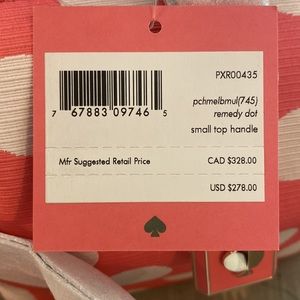 PXR00435
7 67883 09746 5
pchmelbmul(745)
remedy dot
small top handle
Mfr Suggested Retail Price CAD $328.00
USD $278.00